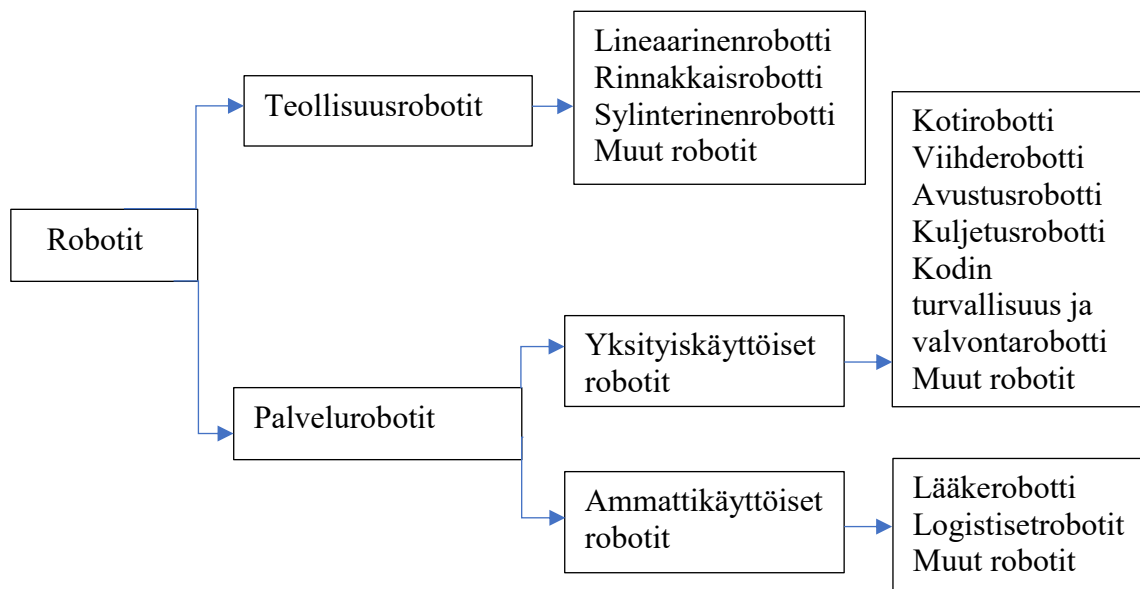 Robotit
Teollisuusrobotit
Lineaarinenrobotti
Rinnakkaisrobotti
Sylinterinenrobotti
Muut robotit
Palvelurobotit
Yksityiskäyttöiset
robotit
Kotirobotti
Viihderobotti
Avustusrobotti
Kuljetusrobotti
Kodin
turvallisuus ja
valvontarobotti
Muut robotit
Ammattikäyttöiset
robotit
Lääkerobotti
Logistisetrobotit
Muut robotit